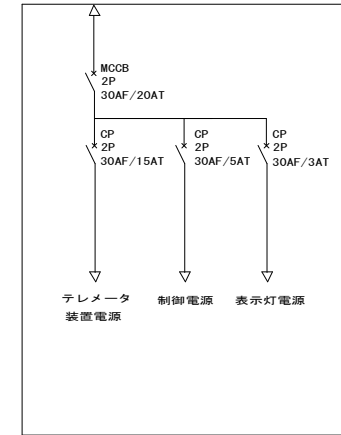 MCCB
2P
30AF/20AT
CP
2P
30AF/15AT
CP
2P
30AF/5AT
CP
2P
30AF/3AT
テレメータ
装置電源
制御電源
表示灯電源